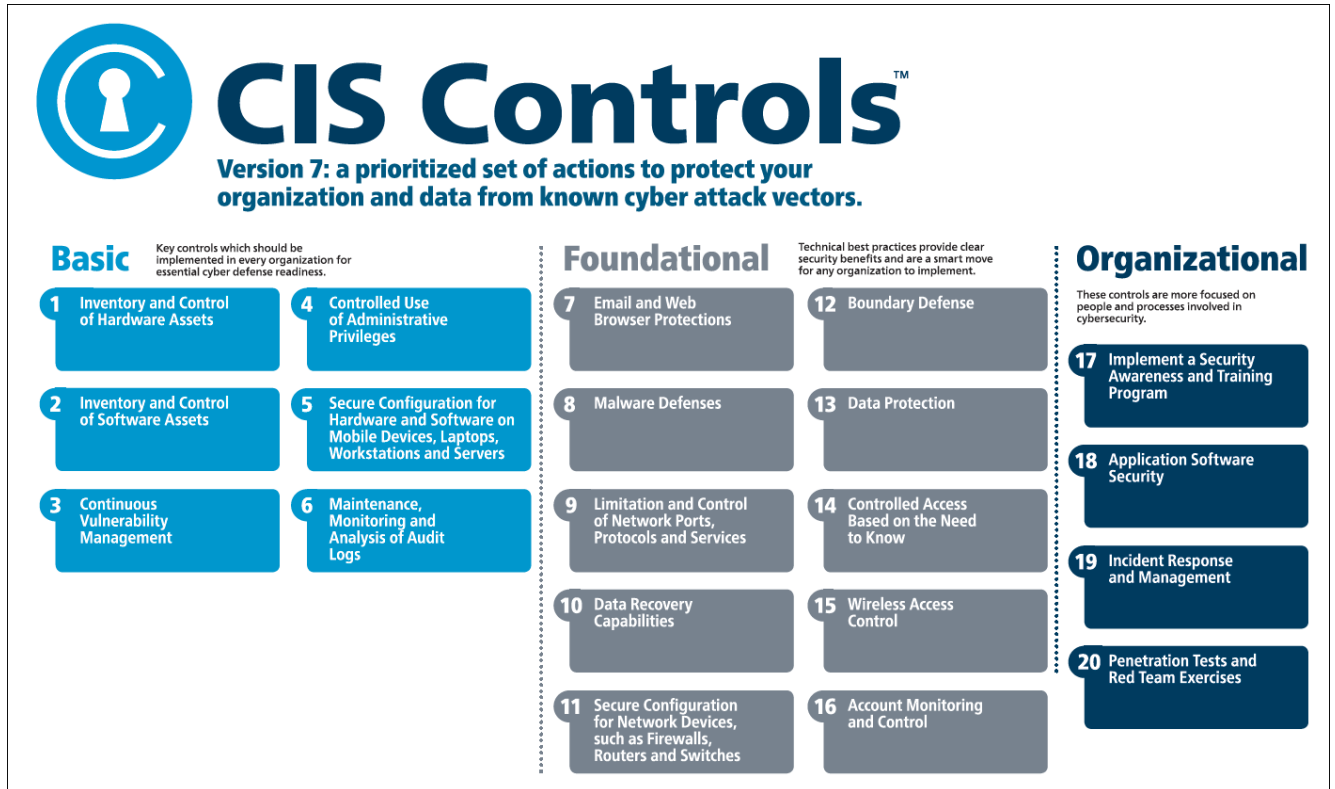 CIS Controls™
Version 7: a prioritized set of actions to protect your
organization and data from known cyber attack vectors.
Basic
Key controls which should be
implemented in every organization for
essential cyber defense readiness.
1 Inventory and Control
of Hardware Assets
2 Inventory and Control
of Software Assets
3 Continuous
Vulnerability
Management
4 Controlled Use
of Administrative
Privileges
5 Secure Configuration for
Hardware and Software on
Mobile Devices, Laptops,
Workstations and Servers
6 Maintenance,
Monitoring and
Analysis of Audit
Logs
Foundational
Technical best practices provide clear
security benefits and are a smart move
for any organization to implement.
7 Email and Web
Browser Protections
8 Malware Defenses
9 Limitation and Control
of Network Ports,
Protocols and Services
10 Data Recovery
Capabilities
11 Secure Configuration
for Network Devices,
such as Firewalls,
Routers and Switches
12 Boundary Defense
13 Data Protection
14 Controlled Access
Based on the Need
to Know
15 Wireless Access
Control
16 Account Monitoring
and Control
Organizational
These controls are more focused on
people and processes involved in
cybersecurity.
17 Implement a Security
Awareness and Training
Program
18 Application Software
Security
19 Incident Response
and Management
20 Penetration Tests and
Red Team Exercises